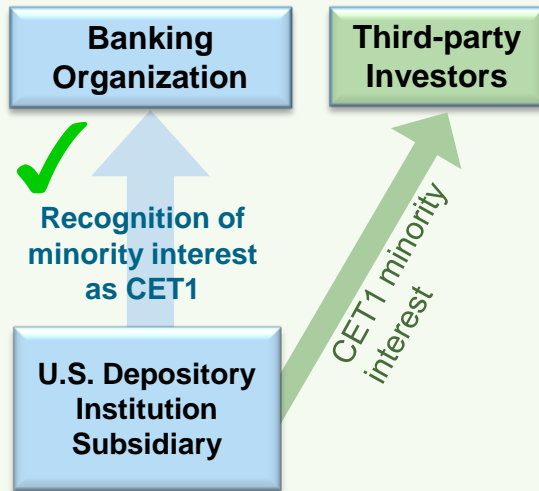 Banking
Organization
Third-party
Investors
Recognition of
minority interest
as CET1
CET1 minority
interest
U.S. Depository
Institution
Subsidiary